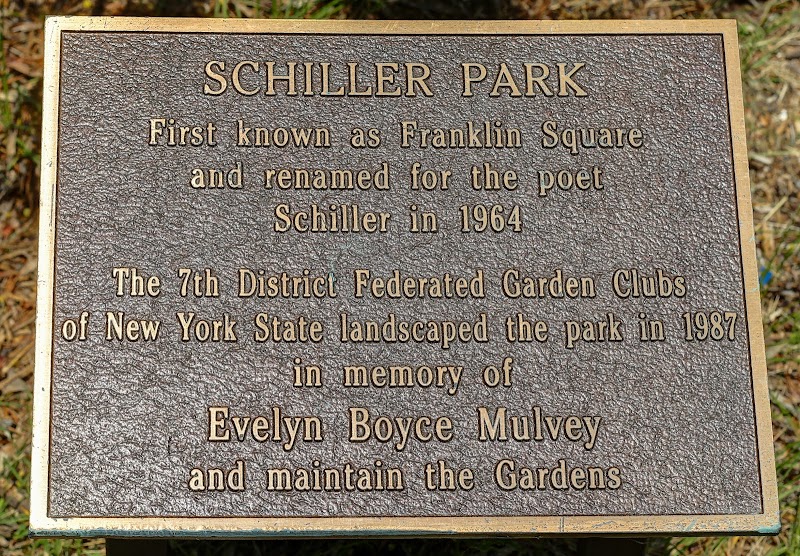 SCHILLER PARK
First known as Franklin Square
and renamed for the poet
Schiller in 1964
The 7th District Federated Garden Clubs
of New York State landscaped the park in 1987
in memory of
Evelyn Boyce Mulvey
and maintain the Gardens